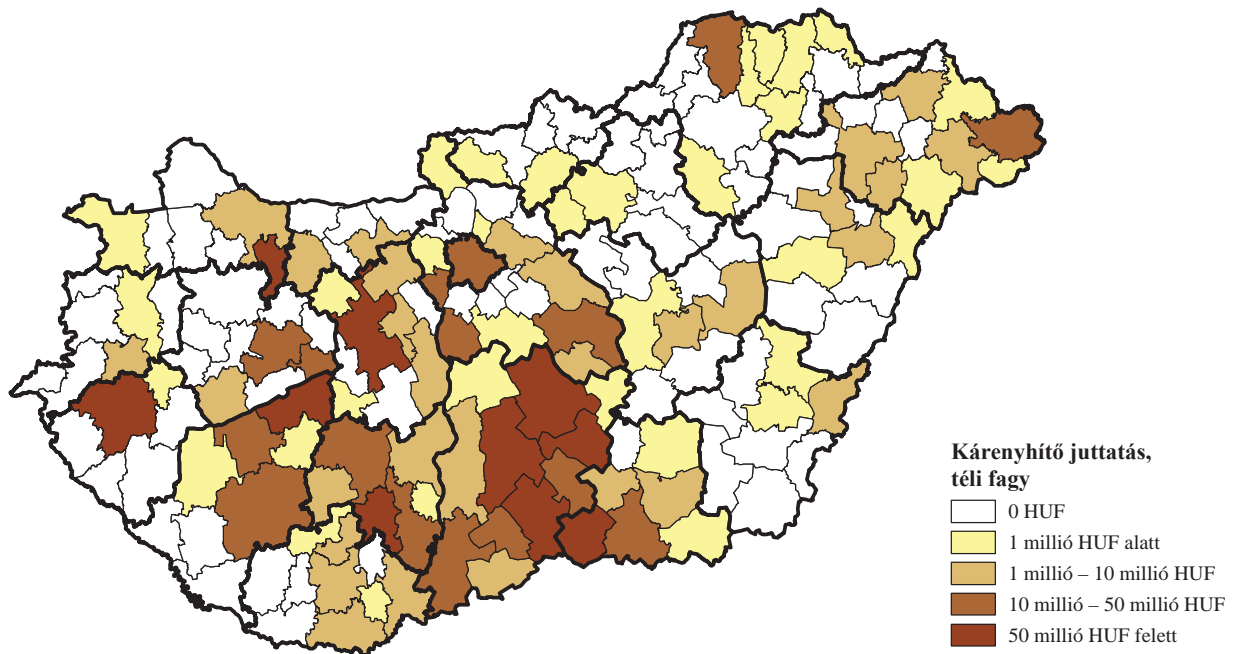 Kárenyhítő juttatás,
téli fagy
0 HUF
1 millió HUF alatt
1 millió – 10 millió HUF
10 millió – 50 millió HUF
50 millió HUF felett